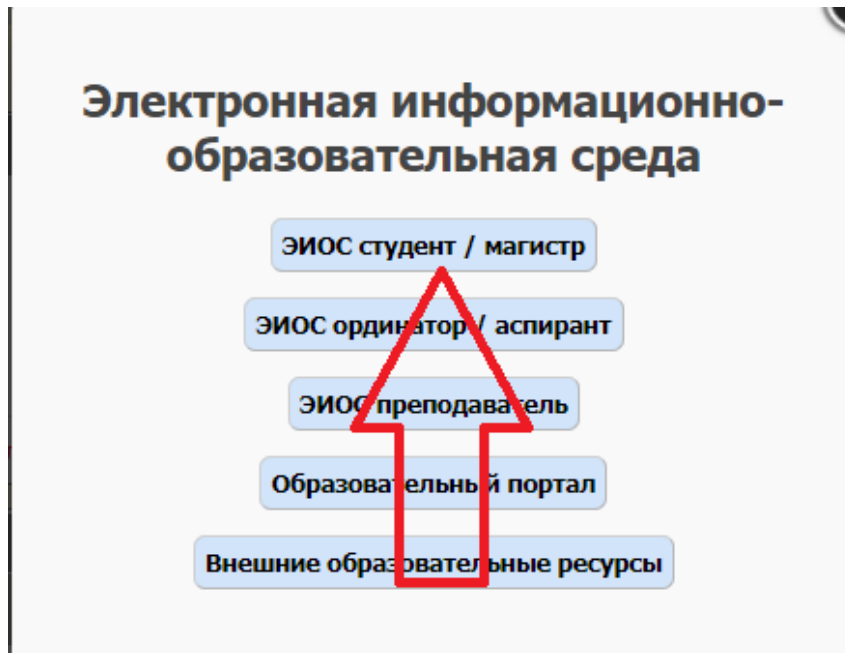 Электронная информационно-
образовательная среда
ЭИОС студент / магистр
ЭИОС ординатор / аспирант
ЭИОС преподаватель
Образовательный портал
Внешние образовательные ресурсы